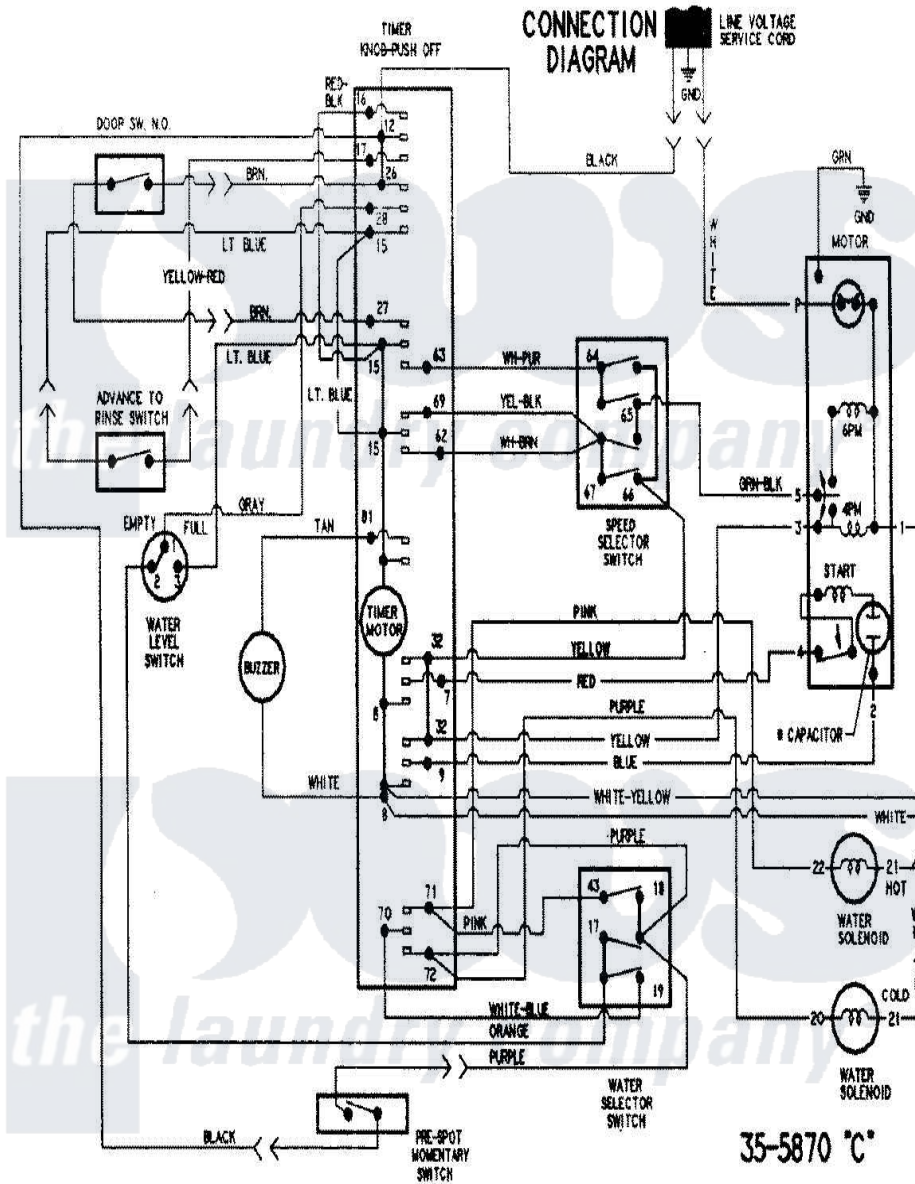 CONNECTION
DIAGRAM
LINE VOLTAGE
SERVICE CORD
GND
TIMER
KNOB-PUSH OFF
RED-
BLK
16
12
DOOR SW. N.O.
17
BRN.
26
BLACK
GRN
GND
28
LT BLUE
15
WHITE
MOTOR
YELLOW-RED
BRN.
27
P
LT. BLUE
15
63
WH-PUR
64
LT. BLUE
69
YEL-BLK
65
6PM
ADVANCE TO
RINSE SWITCH
15
62
WH-BRN
67
66
GRN-BLK
5
EMPTY
GRAY
FULL
TAN
81
SPEED
SELECTOR
SWITCH
3
4PM
1
1
2
3
START
WATER
LEVEL
SWITCH
TIMER
MOTOR
PINK
BUZZER
32
YELLOW
7
RED
4
6
PURPLE
2
32
YELLOW
# CAPACITOR
9
BLUE
WHITE
8
WHITE-YELLOW
WHITE
PURPLE
22
21
HOT
71
43
18
70
PINK
17
WATER
SOLENOID
72
19
COLD
WHITE-BLUE
20
21
ORANGE
PURPLE
WATER
SELECTOR
SWITCH
WATER
SOLENOID
BLACK
PRE-SPOT
MOMENTARY
SWITCH
35-5870 "C"
the laundry company
the laundry company